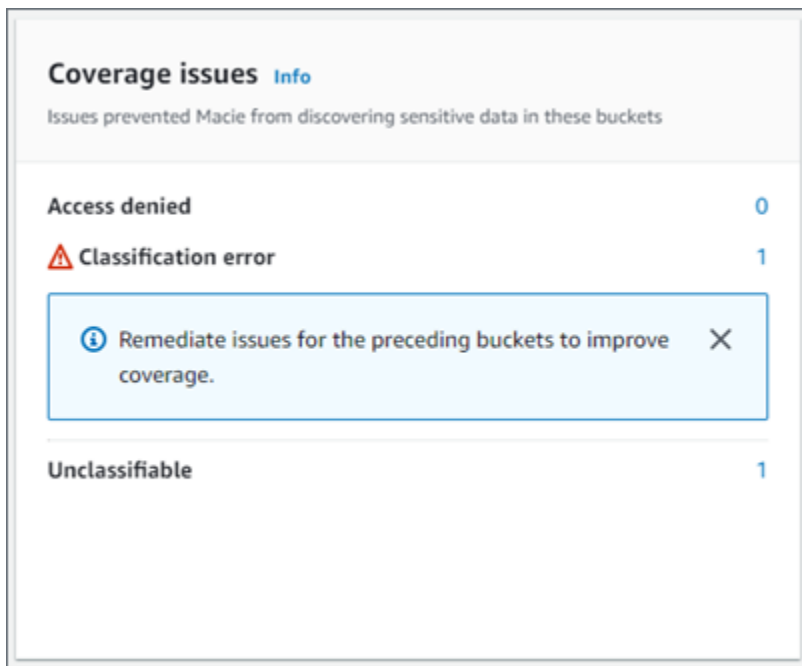 Coverage issues Info
Issues prevented Macie from discovering sensitive data in these buckets
Access denied 0
Classification error 1
Remediate issues for the preceding buckets to improve
coverage.
Unclassifiable 1